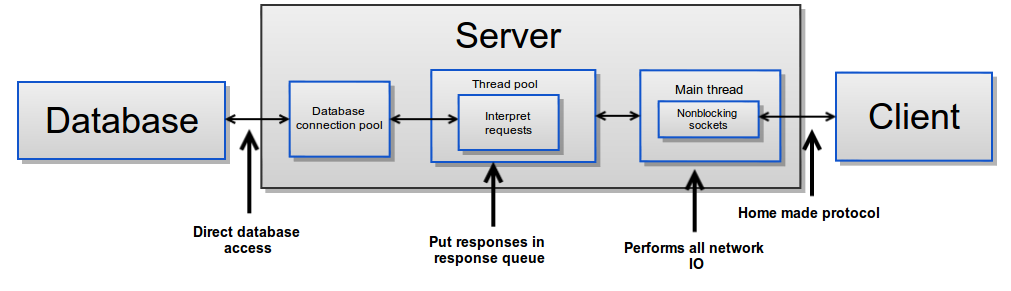 Server
Database
Database
connection pool
Thread pool
Interpret
requests
Main thread
Nonblocking
sockets
Client
Direct database
access
Put responses in
response queue
Performs all network
IO
Home made protocol